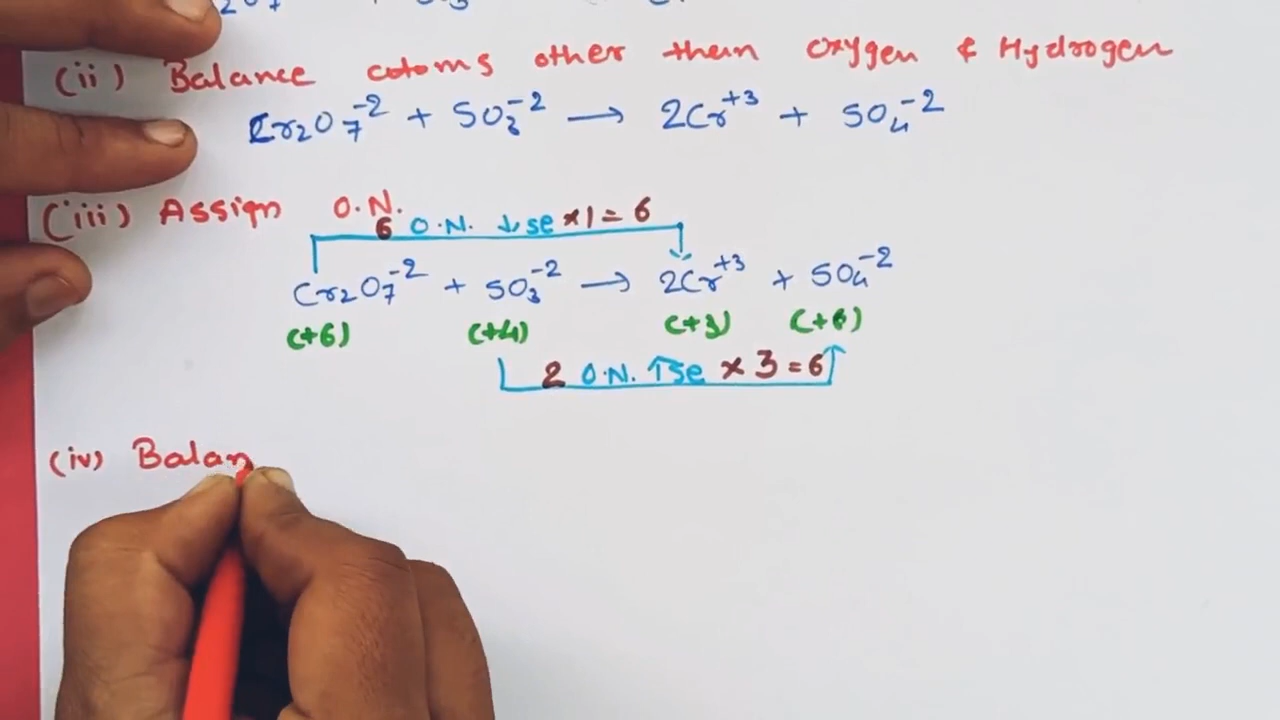 (ii) Balance atoms other than Oxygen & Hydrogen
Cr₂O₇⁻² + SO₃⁻² → 2Cr⁺³ + SO₄⁻²
(iii) Assign O.N.
6 O.N. ↓se ×1 = 6
Cr₂O₇⁻² + SO₃⁻² → 2Cr⁺³ + SO₄⁻²
(+6) (+4) (+3) (+6)
2 O.N. ↑se × 3 = 6
(iv) Balan